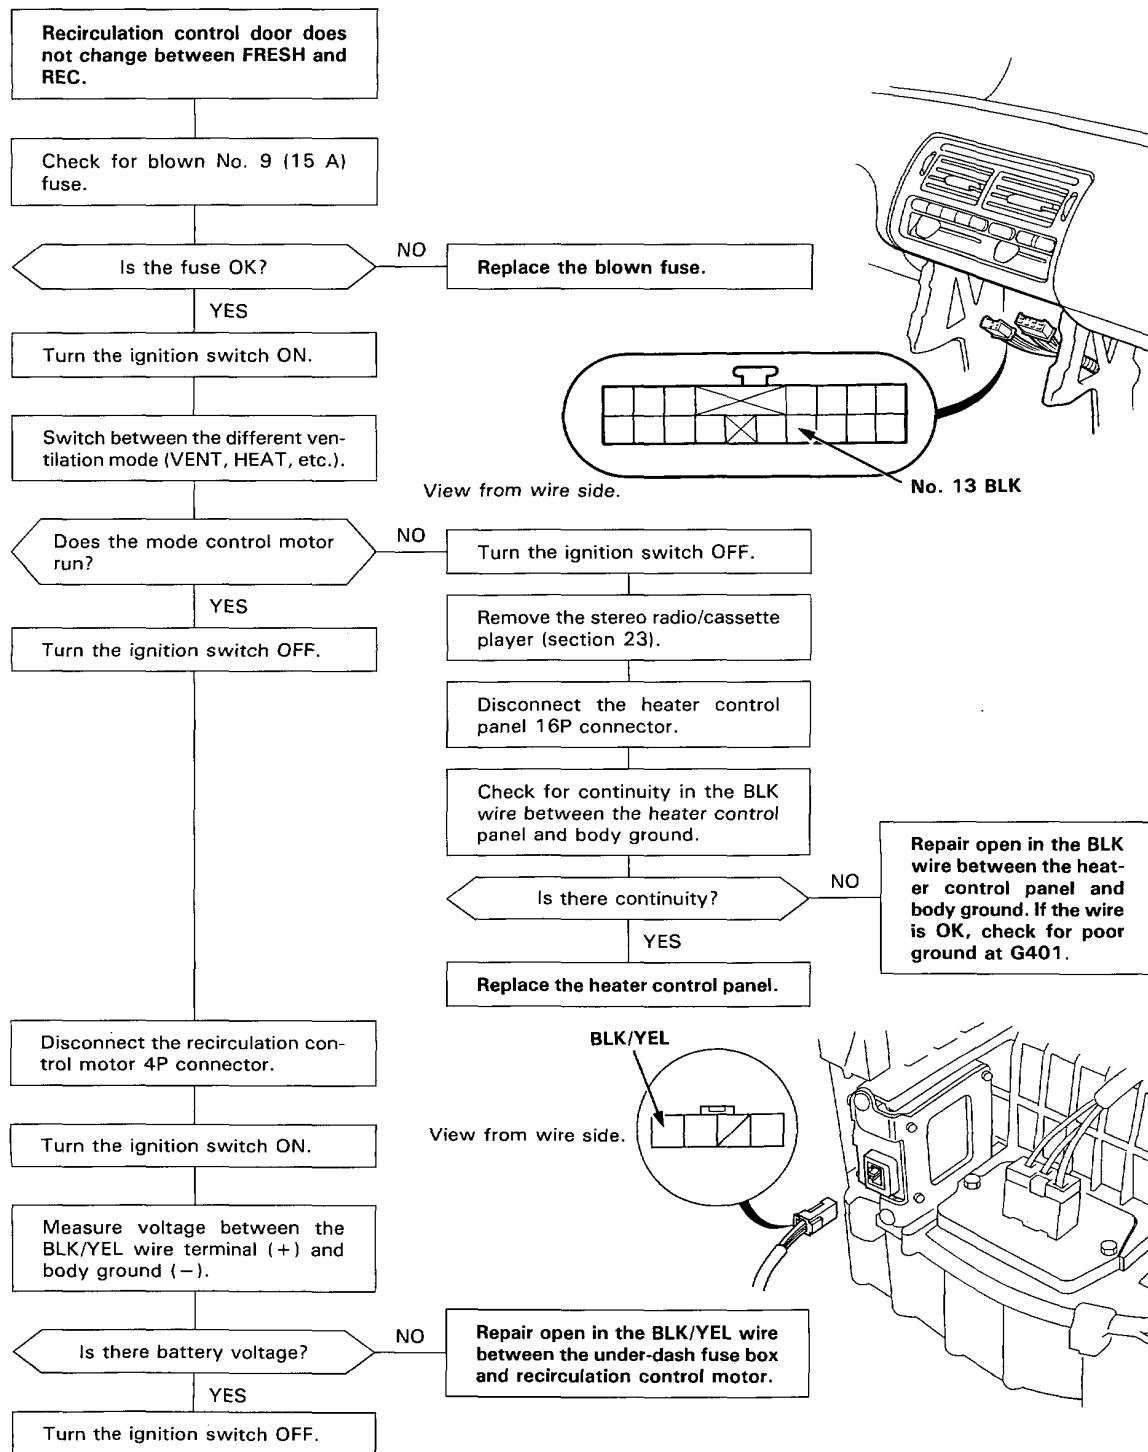 Recirculation control door does
not change between FRESH and
REC.
Check for blown No. 9 (15 A)
fuse.
Is the fuse OK?
NO
Replace the blown fuse.
YES
Turn the ignition switch ON.
Switch between the different ven-
tilation mode (VENT, HEAT, etc.).
View from wire side.
No. 13 BLK
Does the mode control motor
run?
NO
Turn the ignition switch OFF.
YES
Remove the stereo radio/cassette
player (section 23).
Turn the ignition switch OFF.
Disconnect the heater control
panel 16P connector.
Check for continuity in the BLK
wire between the heater control
panel and body ground.
Is there continuity?
NO
Repair open in the BLK
wire between the heat-
er control panel and
body ground. If the wire
is OK, check for poor
ground at G401.
YES
Replace the heater control panel.
Disconnect the recirculation con-
trol motor 4P connector.
BLK/YEL
View from wire side.
Turn the ignition switch ON.
Measure voltage between the
BLK/YEL wire terminal (+) and
body ground (−).
Is there battery voltage?
NO
Repair open in the BLK/YEL wire
between the under-dash fuse box
and recirculation control motor.
YES
Turn the ignition switch OFF.